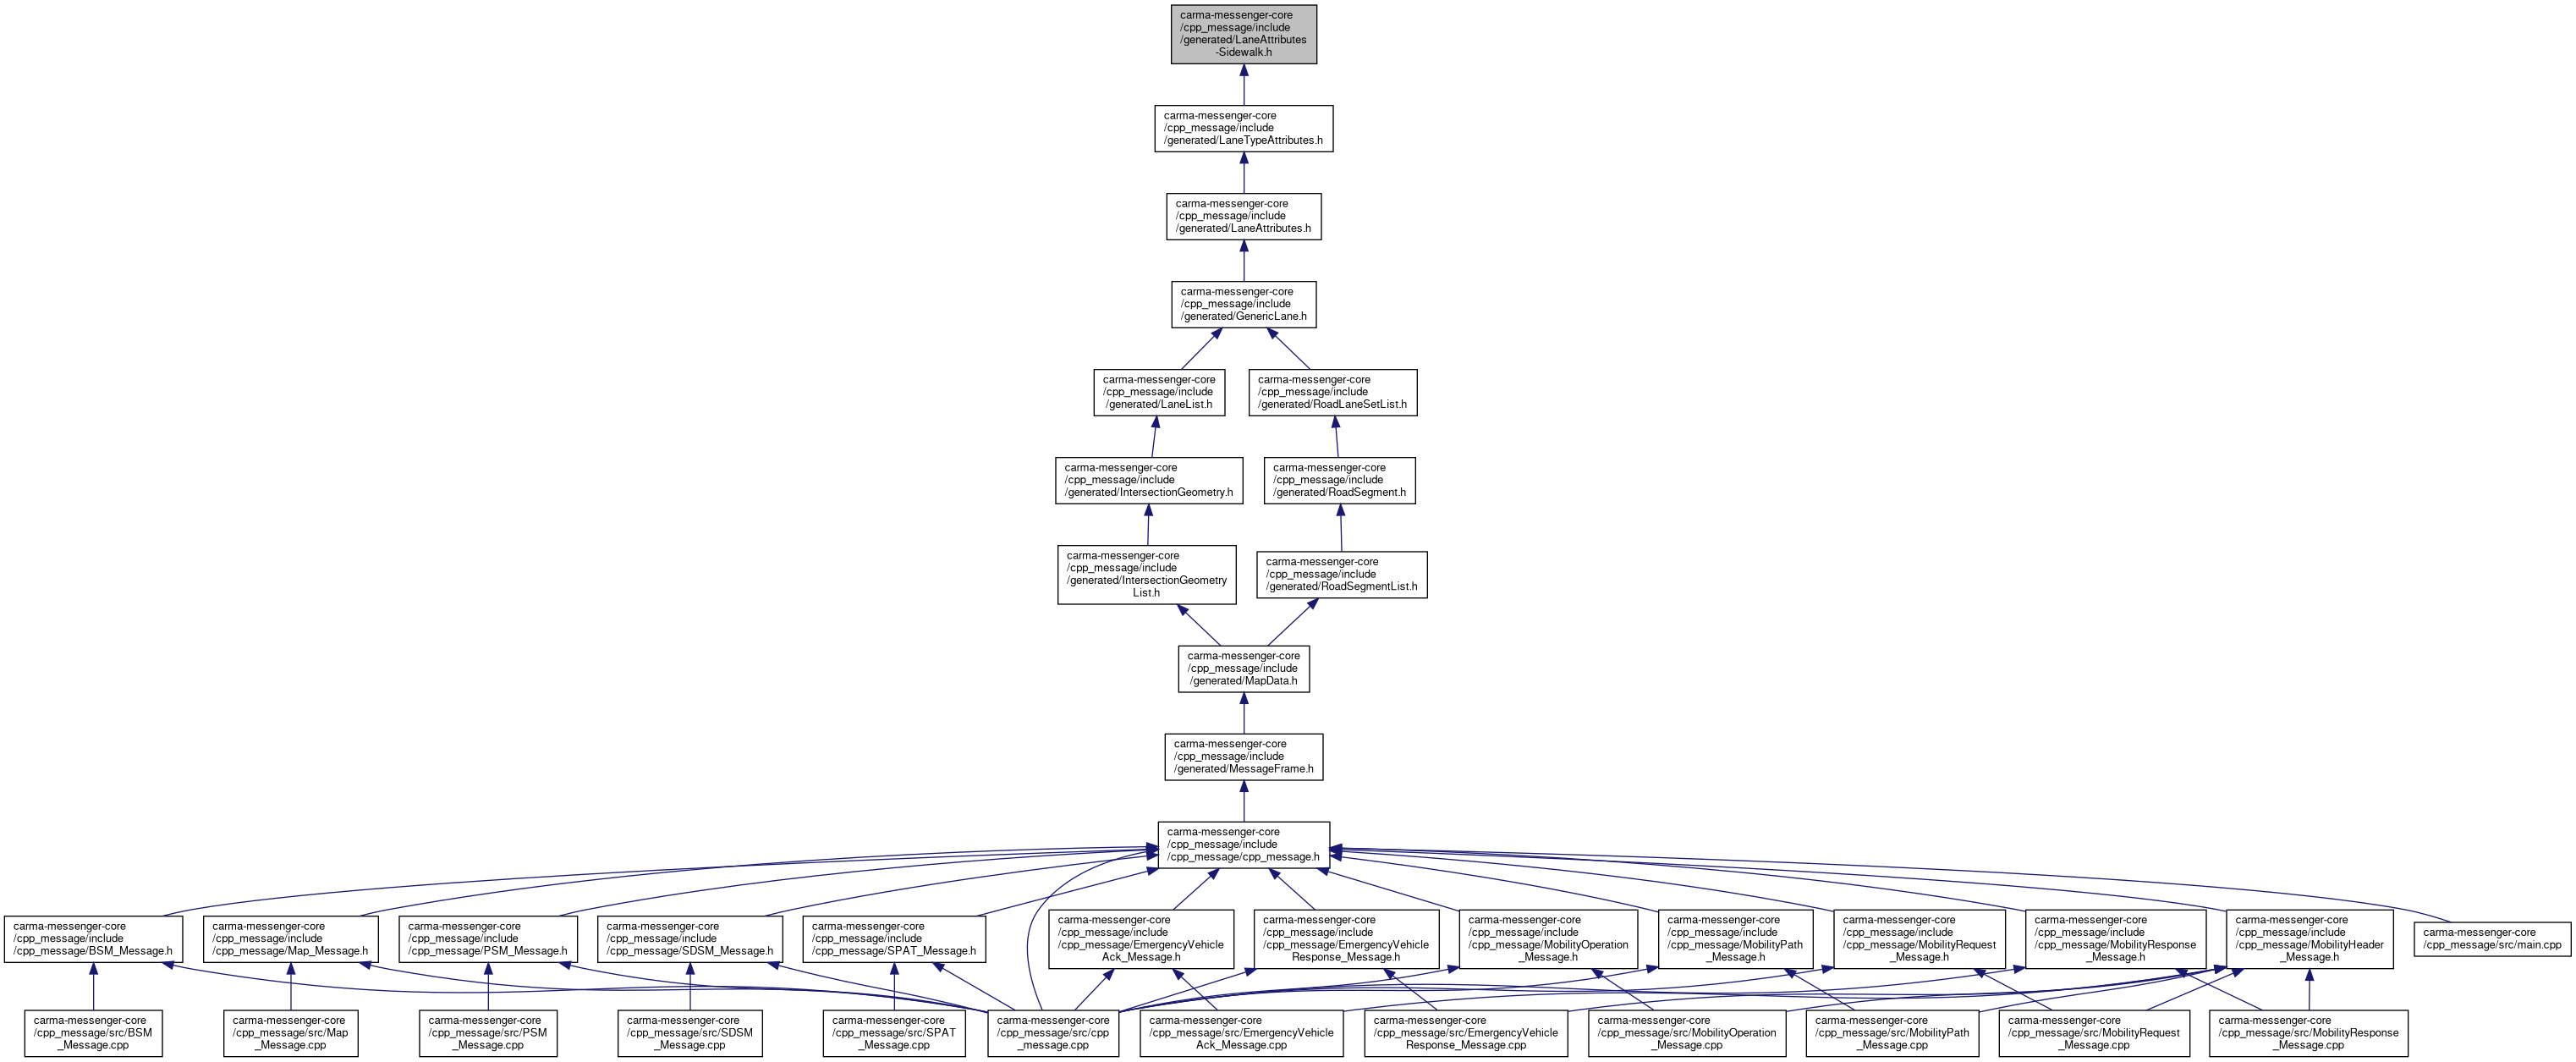 carma-messenger-core
/cpp_message/include
/generated/LaneAttributes
-Sidewalk.h
carma-messenger-core
/cpp_message/include
/generated/LaneTypeAttributes.h
carma-messenger-core
/cpp_message/include
/generated/LaneAttributes.h
carma-messenger-core
/cpp_message/include
/generated/GenericLane.h
carma-messenger-core
/cpp_message/include
/generated/LaneList.h
carma-messenger-core
/cpp_message/include
/generated/RoadLaneSetList.h
carma-messenger-core
/cpp_message/include
/generated/IntersectionGeometry.h
carma-messenger-core
/cpp_message/include
/generated/RoadSegment.h
carma-messenger-core
/cpp_message/include
/generated/IntersectionGeometry
List.h
carma-messenger-core
/cpp_message/include
/generated/RoadSegmentList.h
carma-messenger-core
/cpp_message/include
/generated/MapData.h
carma-messenger-core
/cpp_message/include
/generated/MessageFrame.h
carma-messenger-core
/cpp_message/include
/cpp_message/cpp_message.h
carma-messenger-core
/cpp_message/include
/cpp_message/BSM_Message.h
carma-messenger-core
/cpp_message/include
/cpp_message/Map_Message.h
carma-messenger-core
/cpp_message/include
/cpp_message/PSM_Message.h
carma-messenger-core
/cpp_message/include
/cpp_message/SDSM_Message.h
carma-messenger-core
/cpp_message/include
/cpp_message/SPAT_Message.h
carma-messenger-core
/cpp_message/include
/cpp_message/EmergencyVehicle
Ack_Message.h
carma-messenger-core
/cpp_message/include
/cpp_message/EmergencyVehicle
Response_Message.h
carma-messenger-core
/cpp_message/include
/cpp_message/MobilityOperation
_Message.h
carma-messenger-core
/cpp_message/include
/cpp_message/MobilityPath
_Message.h
carma-messenger-core
/cpp_message/include
/cpp_message/MobilityRequest
_Message.h
carma-messenger-core
/cpp_message/include
/cpp_message/MobilityResponse
_Message.h
carma-messenger-core
/cpp_message/include
/cpp_message/MobilityHeader
_Message.h
carma-messenger-core
/cpp_message/src/main.cpp
carma-messenger-core
/cpp_message/src/BSM
_Message.cpp
carma-messenger-core
/cpp_message/src/Map
_Message.cpp
carma-messenger-core
/cpp_message/src/PSM
_Message.cpp
carma-messenger-core
/cpp_message/src/SDSM
_Message.cpp
carma-messenger-core
/cpp_message/src/SPAT
_Message.cpp
carma-messenger-core
/cpp_message/src/cpp
_message.cpp
carma-messenger-core
/cpp_message/src/EmergencyVehicle
Ack_Message.cpp
carma-messenger-core
/cpp_message/src/EmergencyVehicle
Response_Message.cpp
carma-messenger-core
/cpp_message/src/MobilityOperation
_Message.cpp
carma-messenger-core
/cpp_message/src/MobilityPath
_Message.cpp
carma-messenger-core
/cpp_message/src/MobilityRequest
_Message.cpp
carma-messenger-core
/cpp_message/src/MobilityResponse
_Message.cpp